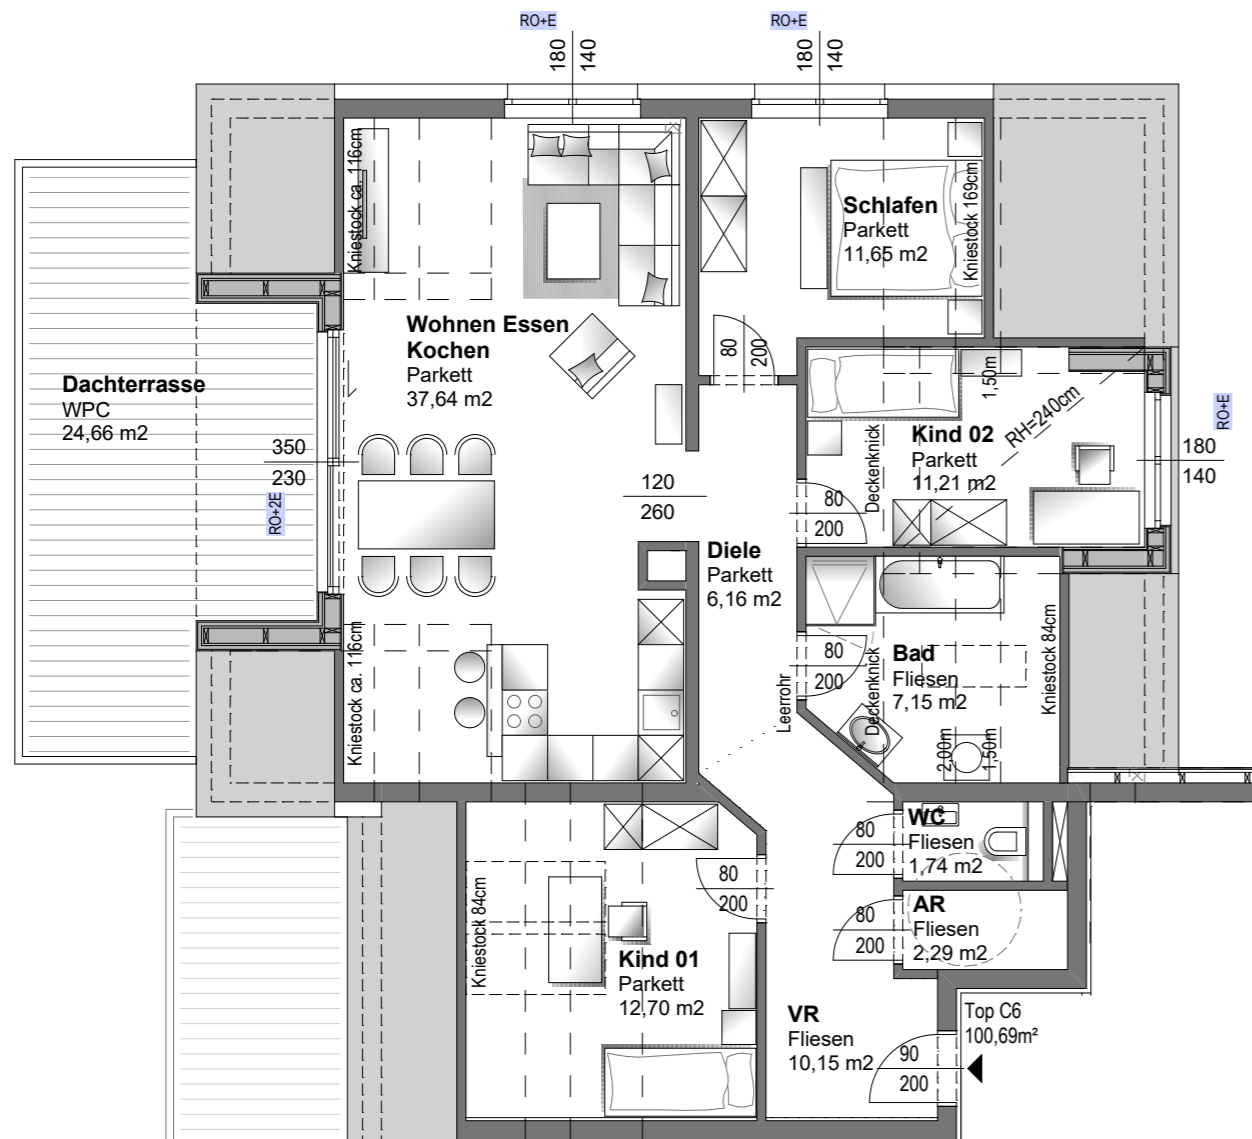 RO+E
180
140
RO+E
180
140
Kniestock ca. 116cm
Schlafen
Parkett
11,65 m2
Kniestock 169cm
Wohnen Essen
Kochen
Parkett
37,64 m2
80
200
Dachterrasse
WPC
24,66 m2
350
230
RO+2E
1,50m
RH=240cm
Deckenknick
Kind 02
Parkett
11,21 m2
RO+E
180
140
120
260
80
200
Diele
Parkett
6,16 m2
Kniestock ca. 116cm
80
200
Leerrohr
Deckenknick
Bad
Fliesen
7,15 m2
Kniestock 84cm
2,00m
1,50m
WC
Fliesen
1,74 m2
80
200
80
200
Kniestock 84cm
AR
Fliesen
2,29 m2
80
200
Kind 01
Parkett
12,70 m2
VR
Fliesen
10,15 m2
90
200
Top C6
100,69m²